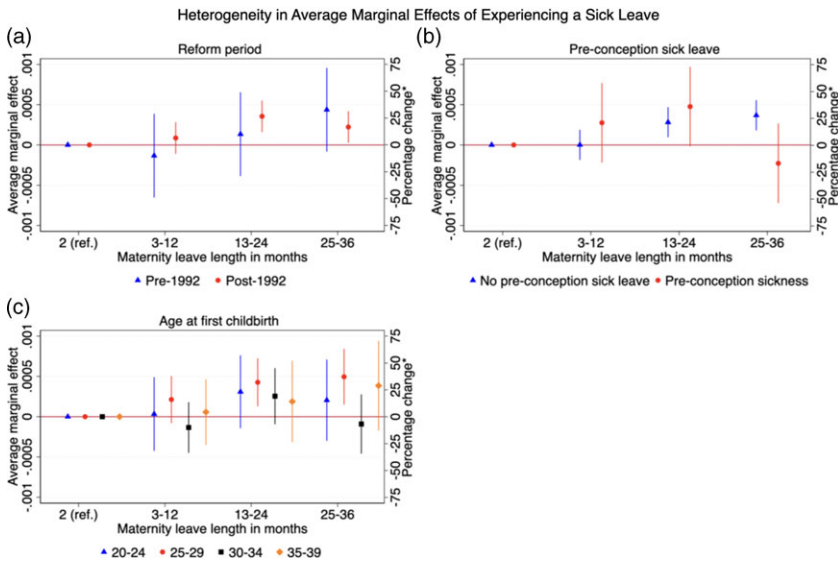 Heterogeneity in Average Marginal Effects of Experiencing a Sick Leave
(a)
Reform period
Average marginal effect
.001
.0005
0
-.0005
-.001
75
50
25
0
-25
-50
-75
Percentage change*
2 (ref.) 3-12 13-24 25-36
Maternity leave length in months
Pre-1992 Post-1992
(b)
Pre-conception sick leave
Average marginal effect
.001
.0005
0
-.0005
-.001
75
50
25
0
-25
-50
-75
Percentage change*
2 (ref.) 3-12 13-24 25-36
Maternity leave length in months
No pre-conception sick leave Pre-conception sickness
(c)
Age at first childbirth
Average marginal effect
.001
.0005
0
-.0005
-.001
75
50
25
0
-25
-50
-75
Percentage change*
2 (ref.) 3-12 13-24 25-36
Maternity leave length in months
20-24 25-29 30-34 35-39